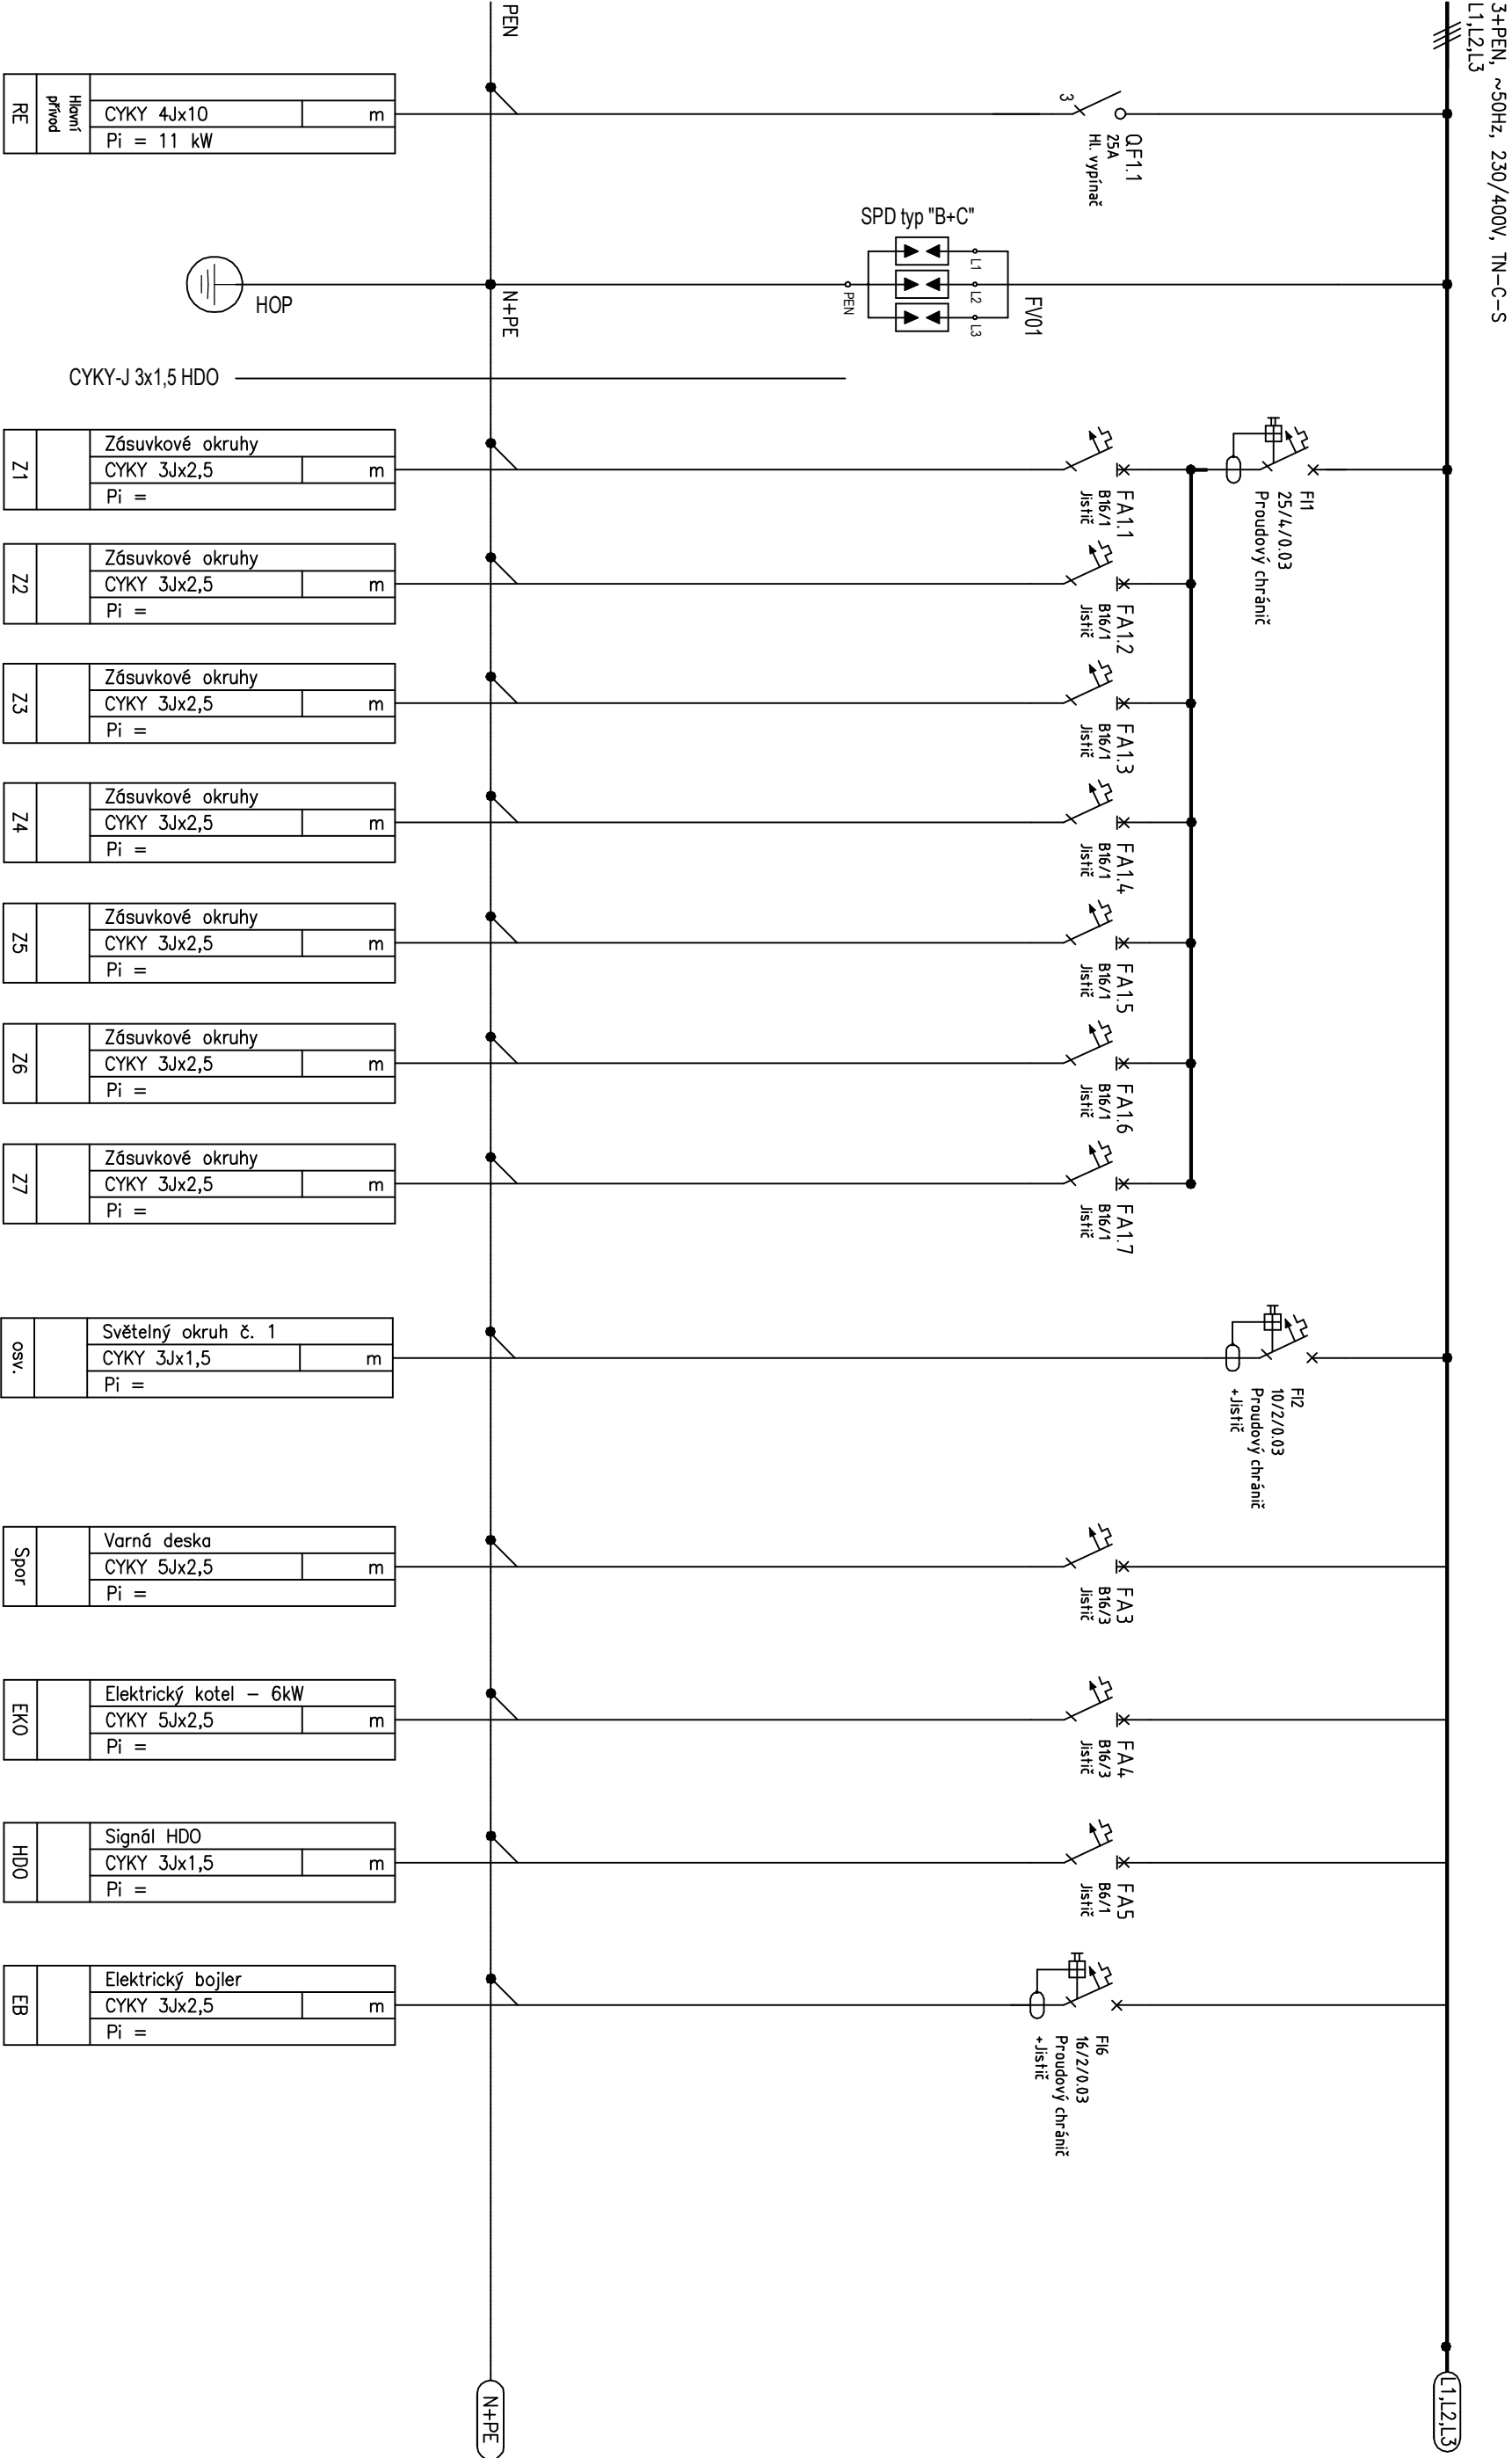 3+PEN, ~50Hz, 230/400V, TN-C-S
L1,L2,L3
PEN
RE
Hlavní
přívod
CYKY 4Jx10 m
Pi = 11 kW
3
QF1.1
25A
Hl. vypínač
SPD typ "B+C"
L1
L2
L3
PEN
FV01
HOP
N+PE
CYKY-J 3x1,5 HDO
FI1
25/4/0.03
Proudový chránič
Z1
Zásuvkové okruhy
CYKY 3Jx2,5 m
Pi =
FA1.1
B16/1
Jistič
Z2
Zásuvkové okruhy
CYKY 3Jx2,5 m
Pi =
FA1.2
B16/1
Jistič
Z3
Zásuvkové okruhy
CYKY 3Jx2,5 m
Pi =
FA1.3
B16/1
Jistič
Z4
Zásuvkové okruhy
CYKY 3Jx2,5 m
Pi =
FA1.4
B16/1
Jistič
Z5
Zásuvkové okruhy
CYKY 3Jx2,5 m
Pi =
FA1.5
B16/1
Jistič
Z6
Zásuvkové okruhy
CYKY 3Jx2,5 m
Pi =
FA1.6
B16/1
Jistič
Z7
Zásuvkové okruhy
CYKY 3Jx2,5 m
Pi =
FA1.7
B16/1
Jistič
osv.
Světelný okruh č. 1
CYKY 3Jx1,5 m
Pi =
FI2
10/2/0.03
Proudový chránič
+Jistič
Spor
Varná deska
CYKY 5Jx2,5 m
Pi =
FA3
B16/3
Jistič
EKO
Elektrický kotel - 6kW
CYKY 5Jx2,5 m
Pi =
FA4
B16/3
Jistič
HDO
Signál HDO
CYKY 3Jx1,5 m
Pi =
FA5
B6/1
Jistič
EB
Elektrický bojler
CYKY 3Jx2,5 m
Pi =
FI6
16/2/0.03
Proudový chránič
+Jistič
N+PE
L1,L2,L3